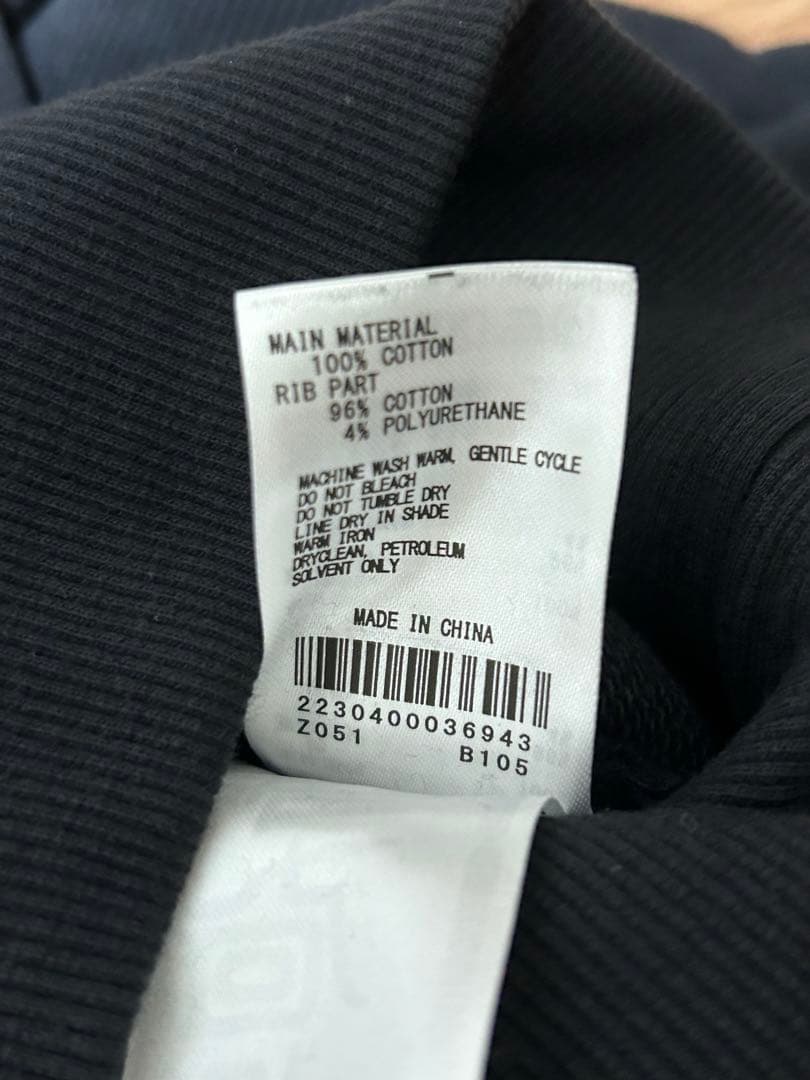 MAIN MATERIAL
100% COTTON
RIB PART
96% COTTON
4% POLYURETHANE
MACHINE WASH WARM, GENTLE CYCLE
DO NOT BLEACH
DO NOT TUMBLE DRY
LINE DRY IN SHADE
WARM IRON
DRYCLEAN, PETROLEUM
SOLVENT ONLY
MADE IN CHINA
2230400036943
Z051 B105